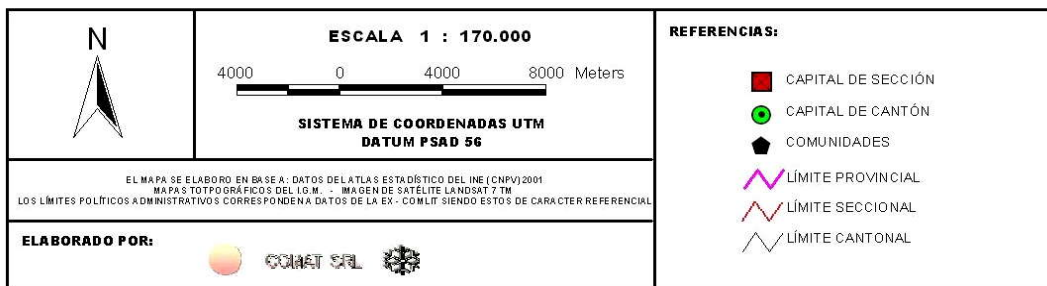 N
ESCALA 1 : 170.000
4000 0 4000 8000 Meters
SISTEMA DE COORDENADAS UTM
DATUM PSAD 56
EL MAPA SE ELABORO EN BASE A: DATOS DEL ATLAS ESTADÍSTICO DEL INE (CNPV) 2001
MAPAS TOTPOGRÁFICOS DEL I.G.M. - IMAGEN DE SATÉLITE LANDSAT 7 TM
LOS LÍMITES POLÍTICOS ADMINISTRATIVOS CORRESPONDEN A DATOS DE LA EX - COMLIT SIENDO ESTOS DE CARACTER REFERENCIAL
ELABORADO POR:
COMAT SRL
REFERENCIAS:
CAPITAL DE SECCIÓN
CAPITAL DE CANTÓN
COMUNIDADES
LÍMITE PROVINCIAL
LÍMITE SECCIONAL
LÍMITE CANTONAL